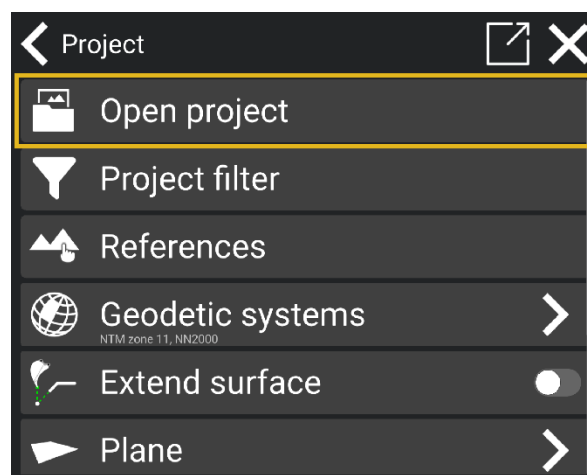 Project
Open project
Project filter
References
Geodetic systems
NTM zone 11, NN2000
Extend surface
Plane